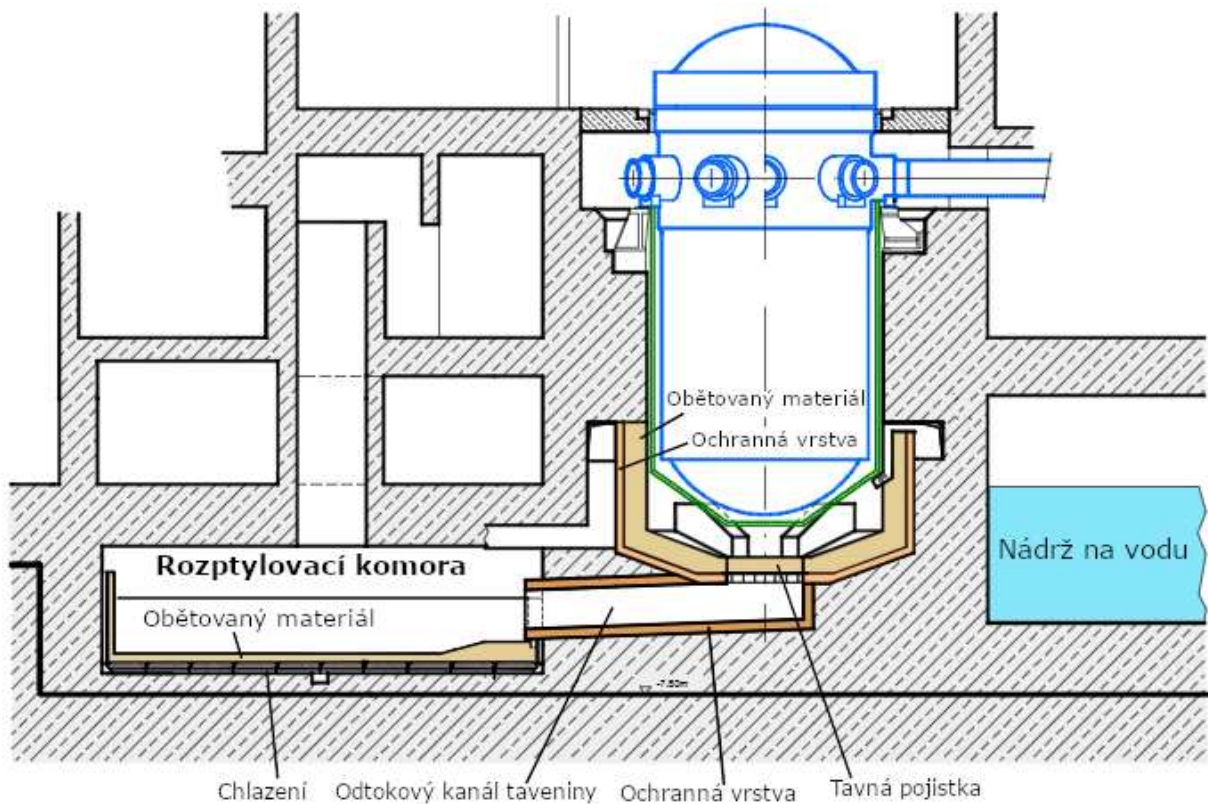 Obětovaný materiál
Ochranná vrstva
Nádrž na vodu
Rozptylovací komora
Obětovaný materiál
Chlazení
Odtokový kanál taveniny
Ochranná vrstva
Tavná pojistka